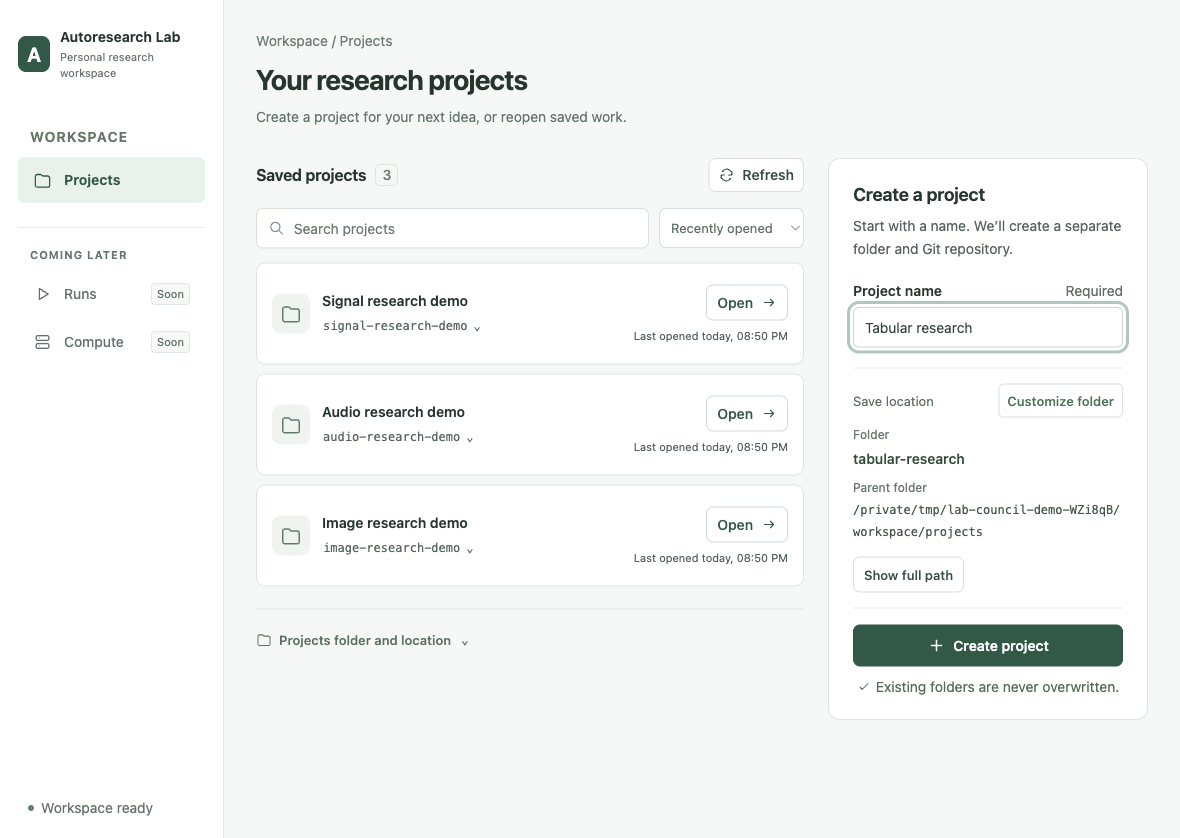 A
Autoresearch Lab
Personal research
workspace
WORKSPACE
Projects
COMING LATER
Runs
Soon
Compute
Soon
Workspace ready
Workspace / Projects
Your research projects
Create a project for your next idea, or reopen saved work.
Saved projects 3
Refresh
Search projects
Recently opened
Signal research demo
signal-research-demo
Open
Last opened today, 08:50 PM
Audio research demo
audio-research-demo
Open
Last opened today, 08:50 PM
Image research demo
image-research-demo
Open
Last opened today, 08:50 PM
Projects folder and location
Create a project
Start with a name. We’ll create a separate
folder and Git repository.
Project name
Required
Tabular research
Save location
Customize folder
Folder
tabular-research
Parent folder
/private/tmp/lab-council-demo-WZi8qB/
workspace/projects
Show full path
Create project
Existing folders are never overwritten.